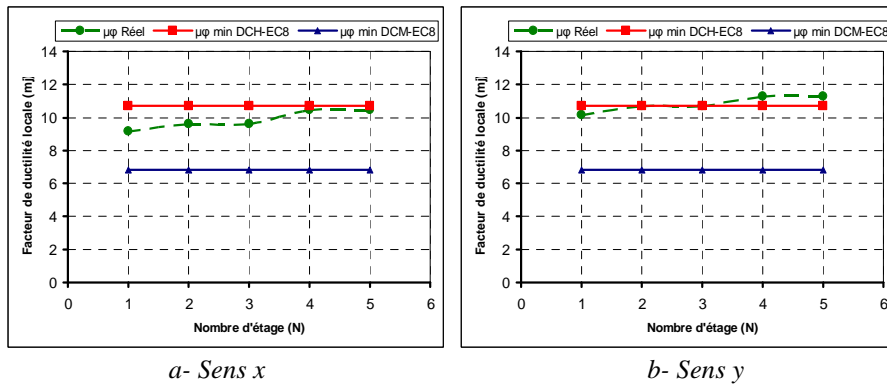 μφ Réel μφ min DCH-EC8 μφ min DCM-EC8
Facteur de ductilité locale (mj)
14
12
10
8
6
4
2
0
0 1 2 3 4 5 6
Nombre d'étage (N)
a- Sens x
μφ Réel μφ min DCH-EC8 μφ min DCM-EC8
Facteur de ductilité locale (mj)
14
12
10
8
6
4
2
0
0 1 2 3 4 5 6
Nombre d'étage (N)
b- Sens y